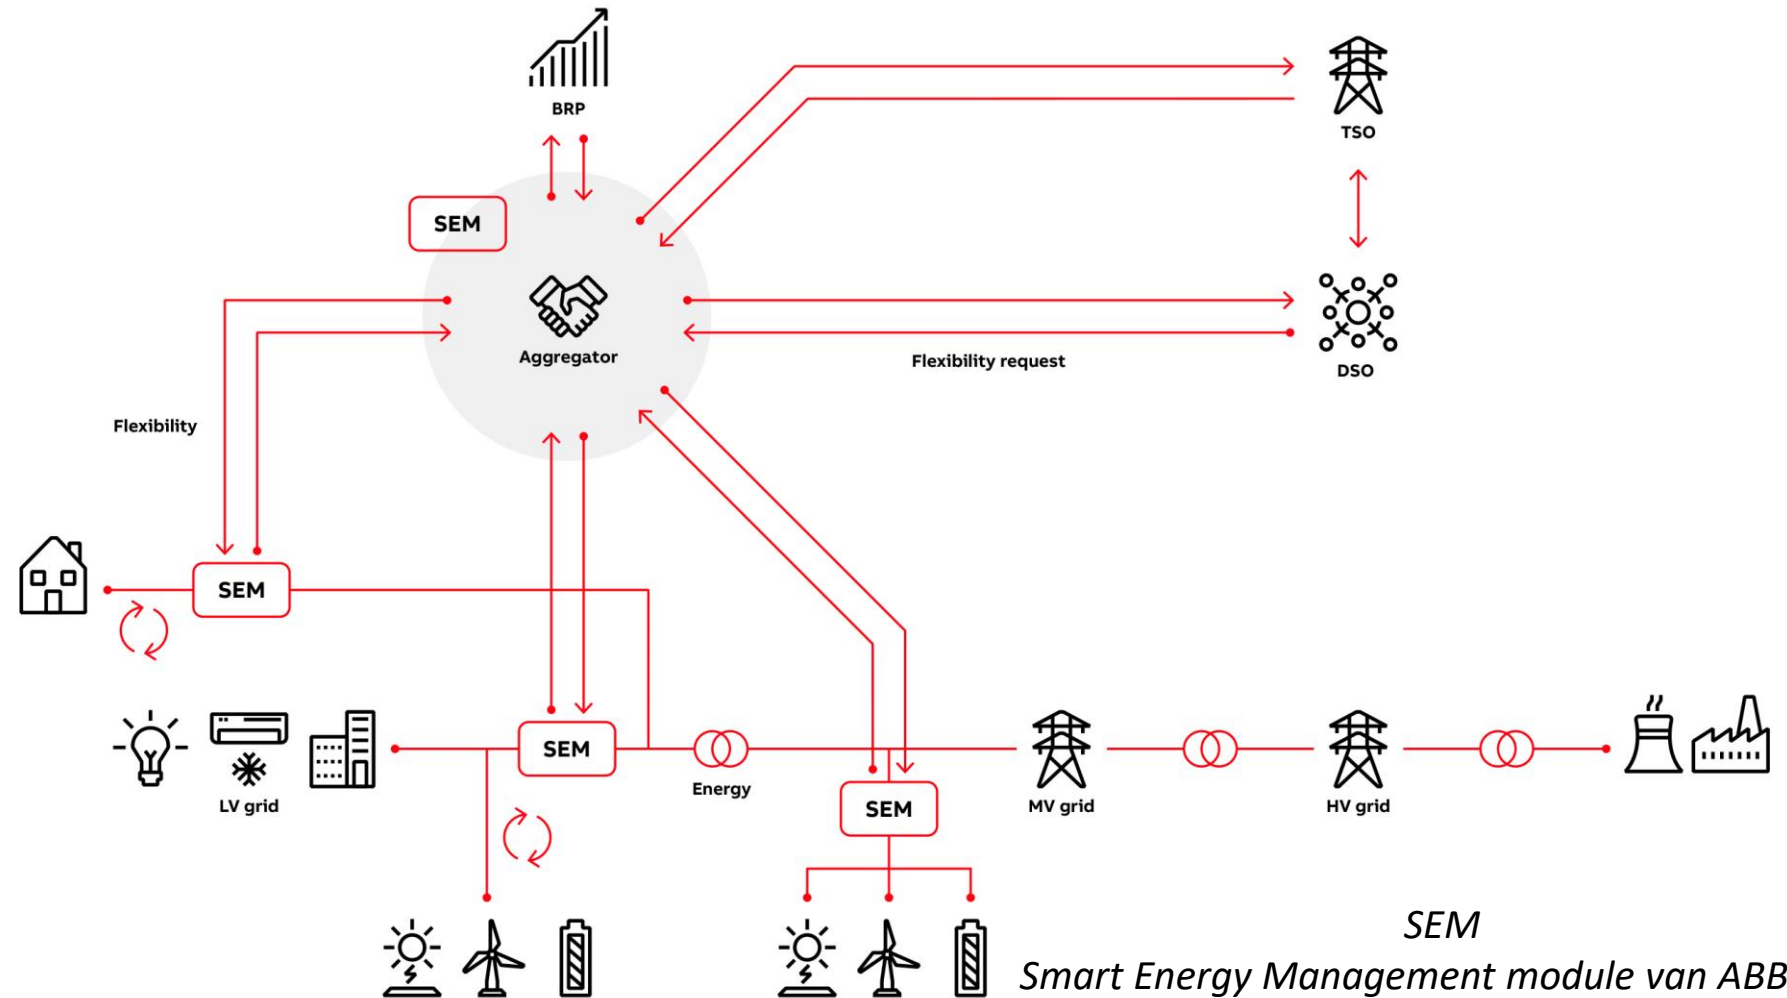 BRP
TSO
SEM
Aggregator
Flexibility request
DSO
Flexibility
SEM
SEM
Energy
LV grid
SEM
MV grid
HV grid
SEM
Smart Energy Management module van ABB